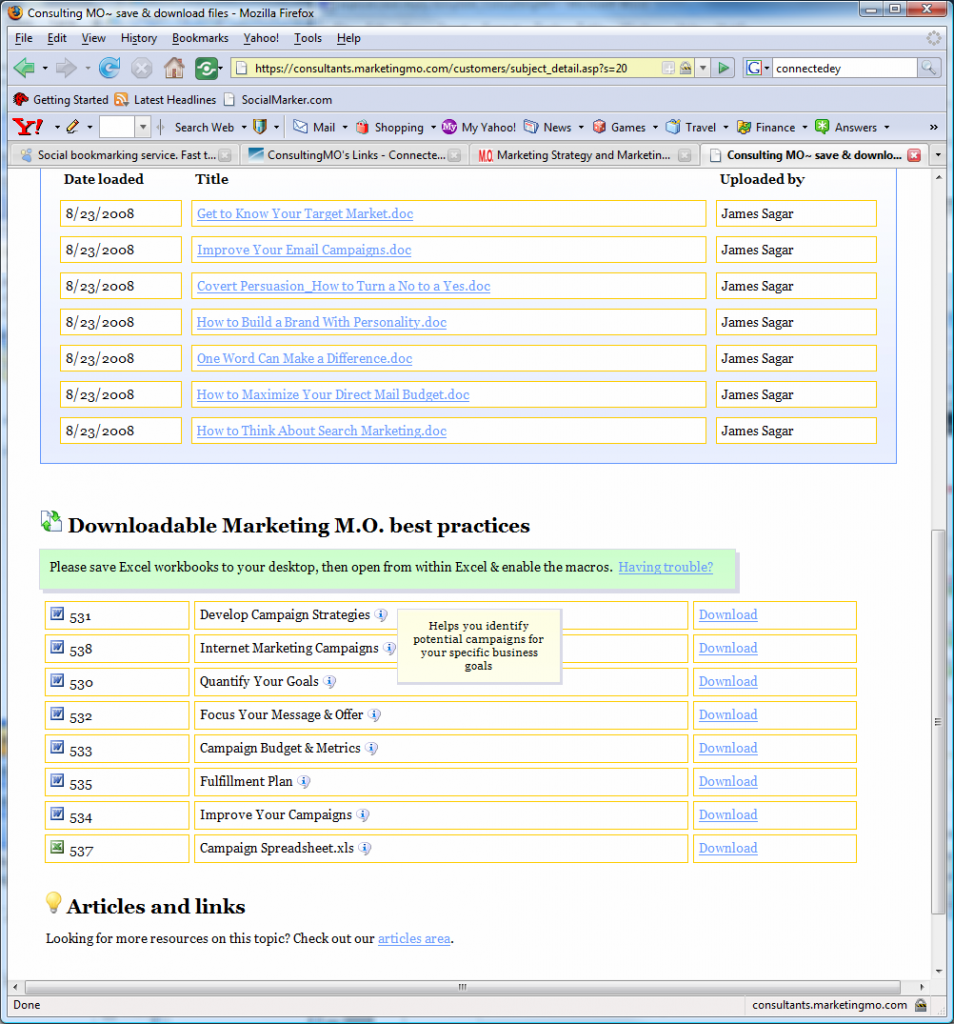 Consulting MO~ save & download files - Mozilla Firefox
File Edit View History Bookmarks Yahoo! Tools Help
https://consultants.marketingmo.com/customers/subject_detail.asp?s=20 G connectedey
Getting Started Latest Headlines SocialMarker.com
Y! Search Web Mail Shopping My Yahoo! News Games Travel Finance Answers »
Social bookmarking service. Fast t... ConsultingMO's Links - Connecte... M.O. Marketing Strategy and Marketin... Consulting MO~ save & downlo...
Date loaded Title Uploaded by
8/23/2008 Get to Know Your Target Market.doc James Sagar
8/23/2008 Improve Your Email Campaigns.doc James Sagar
8/23/2008 Covert Persuasion_How to Turn a No to a Yes.doc James Sagar
8/23/2008 How to Build a Brand With Personality.doc James Sagar
8/23/2008 One Word Can Make a Difference.doc James Sagar
8/23/2008 How to Maximize Your Direct Mail Budget.doc James Sagar
8/23/2008 How to Think About Search Marketing.doc James Sagar
Downloadable Marketing M.O. best practices
Please save Excel workbooks to your desktop, then open from within Excel & enable the macros. Having trouble?
531 Develop Campaign Strategies Download
Helps you identify
potential campaigns for
your specific business
goals
538 Internet Marketing Campaigns Download
530 Quantify Your Goals Download
532 Focus Your Message & Offer Download
533 Campaign Budget & Metrics Download
535 Fulfillment Plan Download
534 Improve Your Campaigns Download
537 Campaign Spreadsheet.xls Download
Articles and links
Looking for more resources on this topic? Check out our articles area.
Done consultants.marketingmo.com